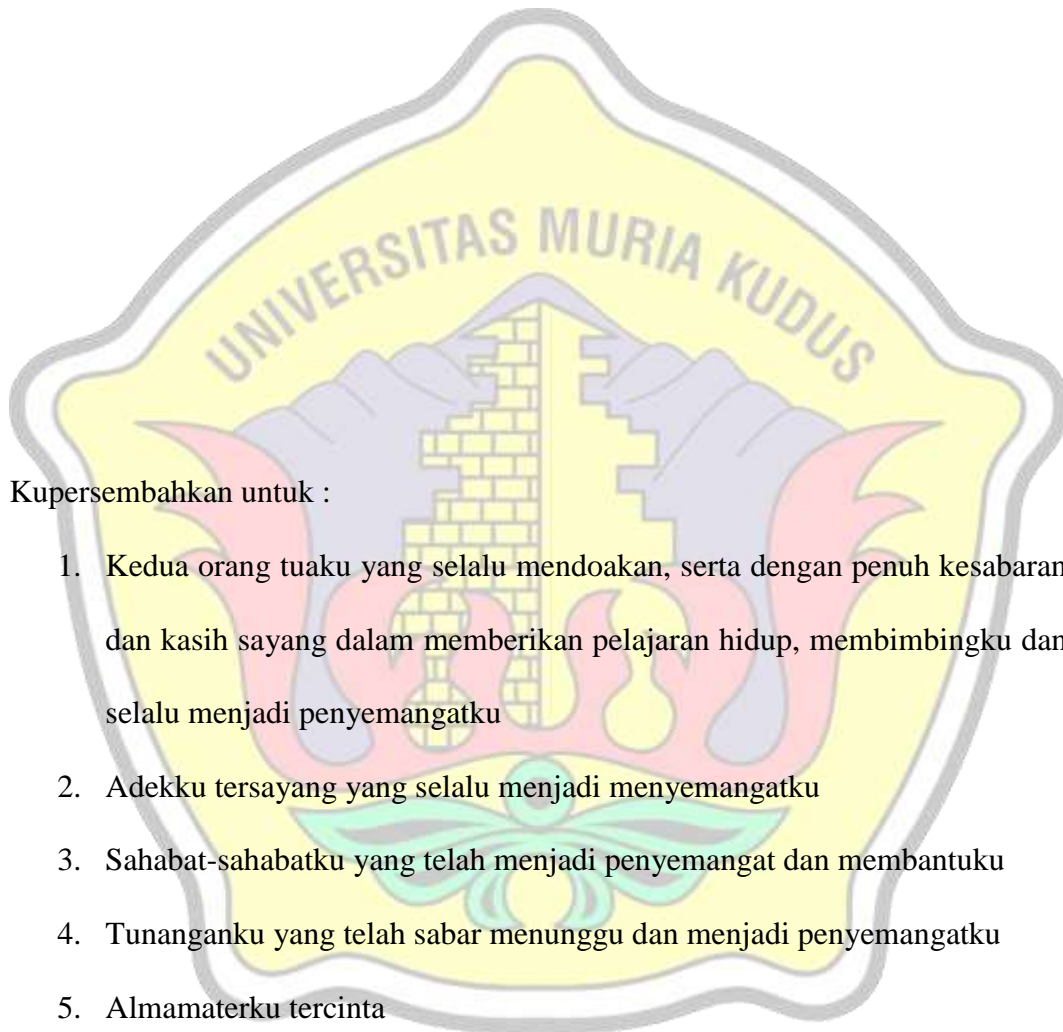 UNIVERSITAS MURIA KUDUS
Kupersembahkan untuk :
1. Kedua orang tuaku yang selalu mendoakan, serta dengan penuh kesabaran
dan kasih sayang dalam memberikan pelajaran hidup, membimbingku dan
selalu menjadi penyemangatku
2. Adekku tersayang yang selalu menjadi menyemangatku
3. Sahabat-sahabatku yang telah menjadi penyemangat dan membantuku
4. Tunanganku yang telah sabar menunggu dan menjadi penyemangatku
5. Almamaterku tercinta